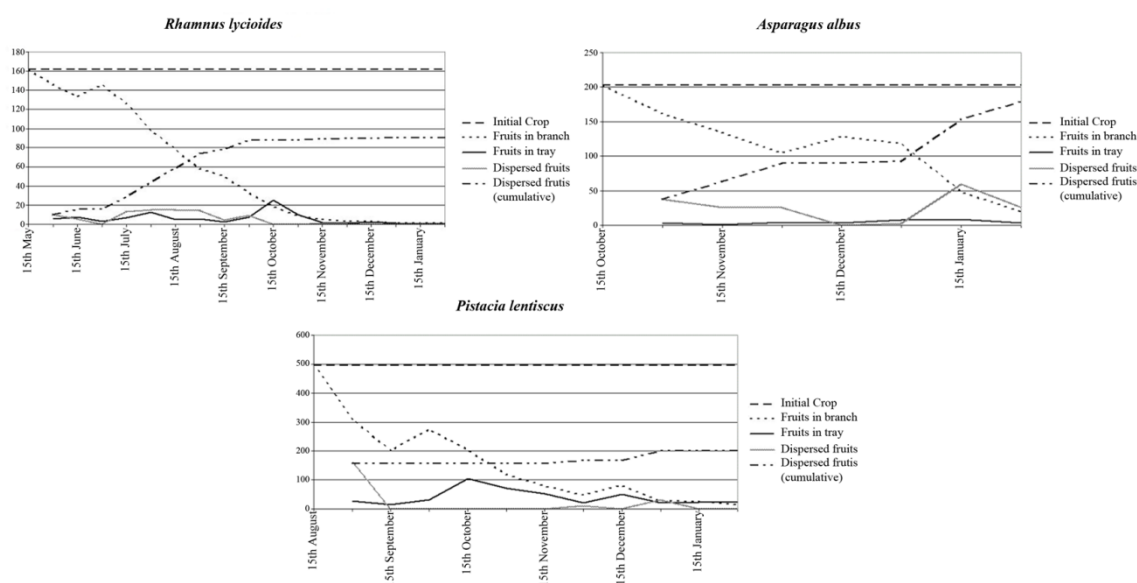 Rhamnus lycioides
180
160
140
120
100
80
60
40
20
0
15th May
15th June
15th July
15th August
15th September
15th October
15th November
15th December
15th January
Initial Crop
Fruits in branch
Fruits in tray
Dispersed fruits
Dispersed frutis
(cumulative)
Asparagus albus
250
200
150
100
50
0
15th October
15th November
15th December
15th January
Initial Crop
Fruits in branch
Fruits in tray
Dispersed fruits
Dispersed frutis
(cumulative)
Pistacia lentiscus
600
500
400
300
200
100
0
15th August
5th September
15th October
15th November
15th December
15th January
Initial Crop
Fruits in branch
Fruits in tray
Dispersed fruits
Dispersed frutis
(cumulative)